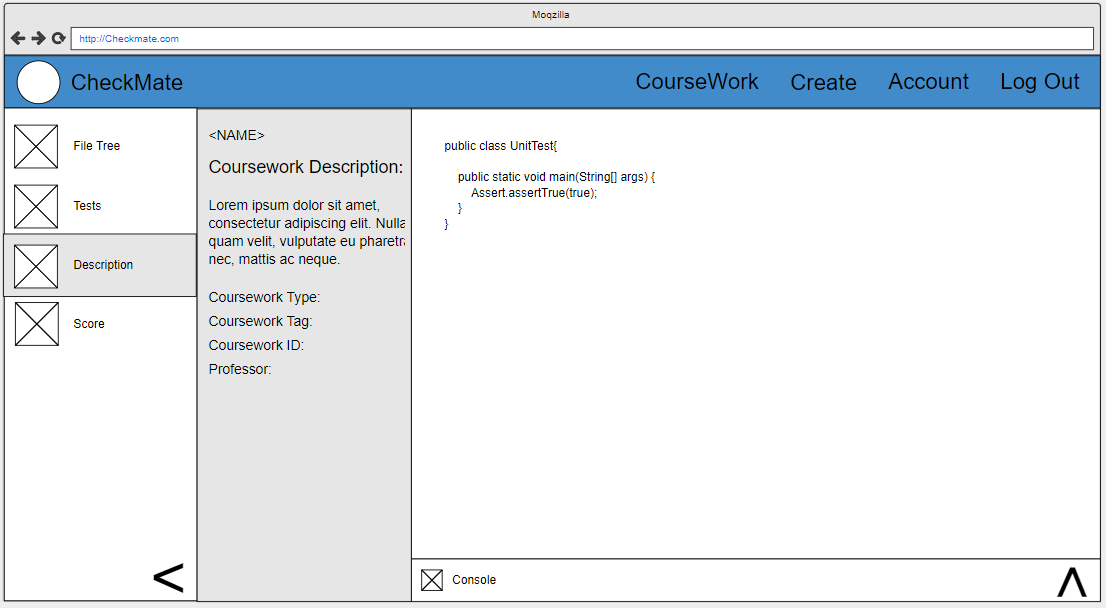 Moqzilla
http://Checkmate.com
CheckMate
CourseWork
Create
Account
Log Out
File Tree
Tests
Description
Score
<
<NAME>
Coursework Description:
Lorem ipsum dolor sit amet,
consectetur adipiscing elit. Nulla
quam velit, vulputate eu pharetra
nec, mattis ac neque.
Coursework Type:
Coursework Tag:
Coursework ID:
Professor:
public class UnitTest{
public static void main(String[] args) {
Assert.assertTrue(true);
}
}
Console